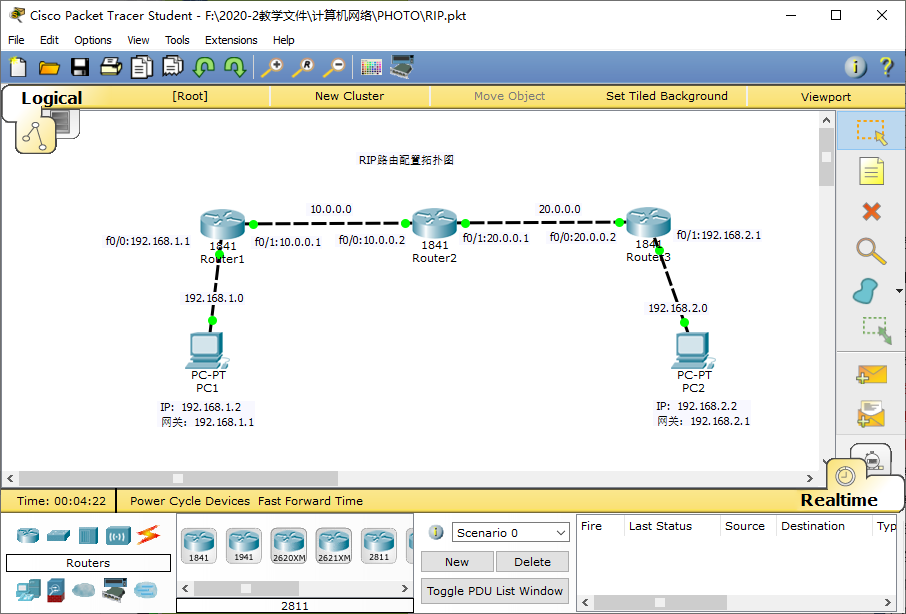 Cisco Packet Tracer Student - F:\2020-2教学文件\计算机网络\PHOTO\RIP.pkt
File Edit Options View Tools Extensions Help
Logical [Root] New Cluster Move Object Set Tiled Background Viewport
RIP路由配置拓扑图
10.0.0.0 20.0.0.0
f0/0:192.168.1.1 f0/1:10.0.0.1 f0/0:10.0.0.2 f0/1:20.0.0.1 f0/0:20.0.0.2 f0/1:192.168.2.1
1841 1841 1841
Router1 Router2 Router3
192.168.1.0 192.168.2.0
PC-PT PC-PT
PC1 PC2
IP: 192.168.1.2 IP: 192.168.2.2
网关: 192.168.1.1 网关: 192.168.2.1
Time: 00:04:22 Power Cycle Devices Fast Forward Time Realtime
Routers
1841 1941 2620XM 2621XM 2811
2811
Scenario 0
New Delete
Toggle PDU List Window
Fire Last Status Source Destination Typ